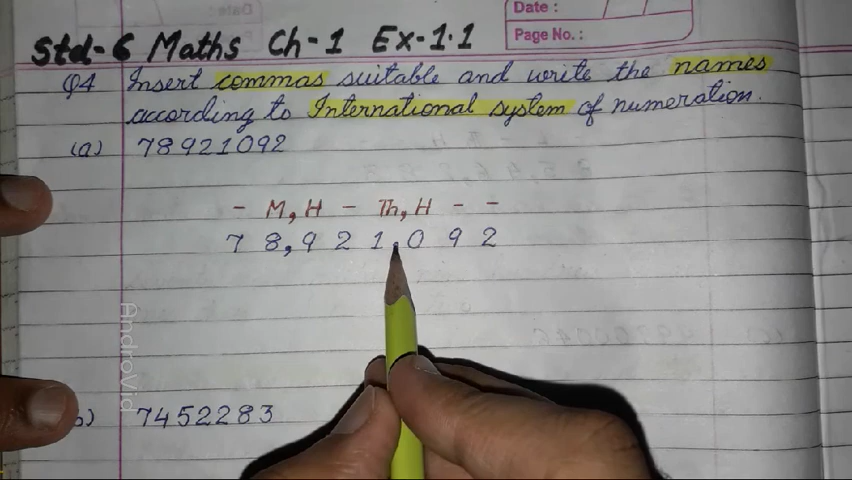 Date :
Page No. :
Std-6 Maths Ch-1 Ex-1.1
Q4 Insert commas suitable and write the names
according to International system of numeration.
(a) 78921092
- M, H - Th, H - -
7 8, 9 2 1, 0 9 2
b) 7452283
AndroVid